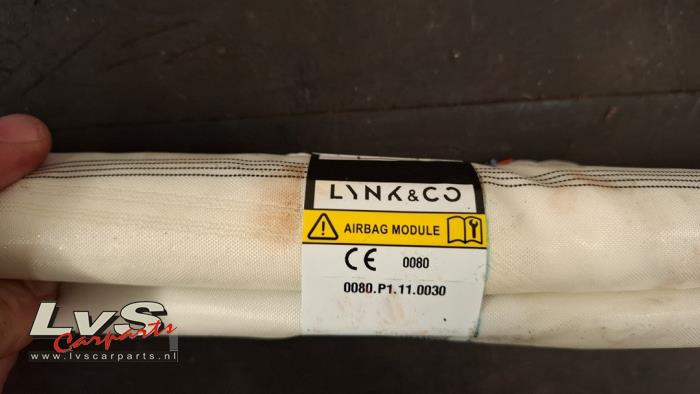 LYNK&CO
AIRBAG MODULE
CE 0080
0080.P1.11.0030
LvS
Carparts
www.lvscarparts.nl